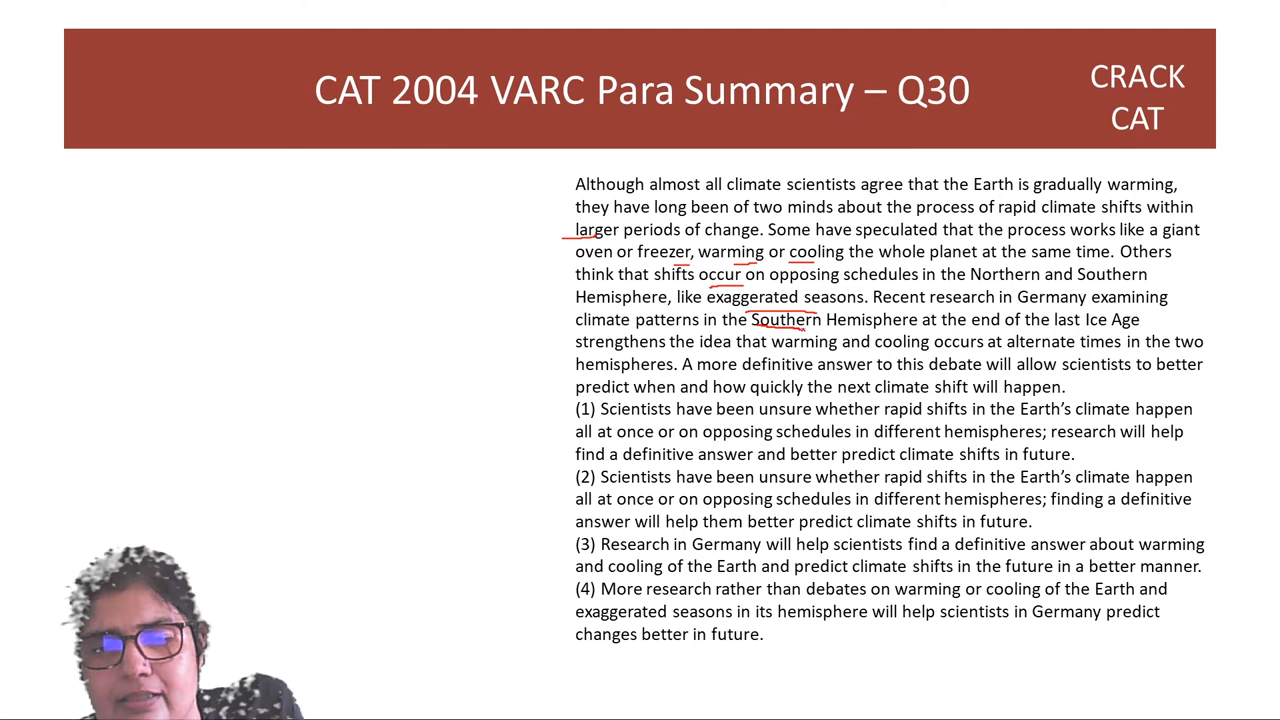 CAT 2004 VARC Para Summary – Q30
CRACK
CAT
Although almost all climate scientists agree that the Earth is gradually warming,
they have long been of two minds about the process of rapid climate shifts within
larger periods of change. Some have speculated that the process works like a giant
oven or freezer, warming or cooling the whole planet at the same time. Others
think that shifts occur on opposing schedules in the Northern and Southern
Hemisphere, like exaggerated seasons. Recent research in Germany examining
climate patterns in the Southern Hemisphere at the end of the last Ice Age
strengthens the idea that warming and cooling occurs at alternate times in the two
hemispheres. A more definitive answer to this debate will allow scientists to better
predict when and how quickly the next climate shift will happen.
(1) Scientists have been unsure whether rapid shifts in the Earth’s climate happen
all at once or on opposing schedules in different hemispheres; research will help
find a definitive answer and better predict climate shifts in future.
(2) Scientists have been unsure whether rapid shifts in the Earth’s climate happen
all at once or on opposing schedules in different hemispheres; finding a definitive
answer will help them better predict climate shifts in future.
(3) Research in Germany will help scientists find a definitive answer about warming
and cooling of the Earth and predict climate shifts in the future in a better manner.
(4) More research rather than debates on warming or cooling of the Earth and
exaggerated seasons in its hemisphere will help scientists in Germany predict
changes better in future.